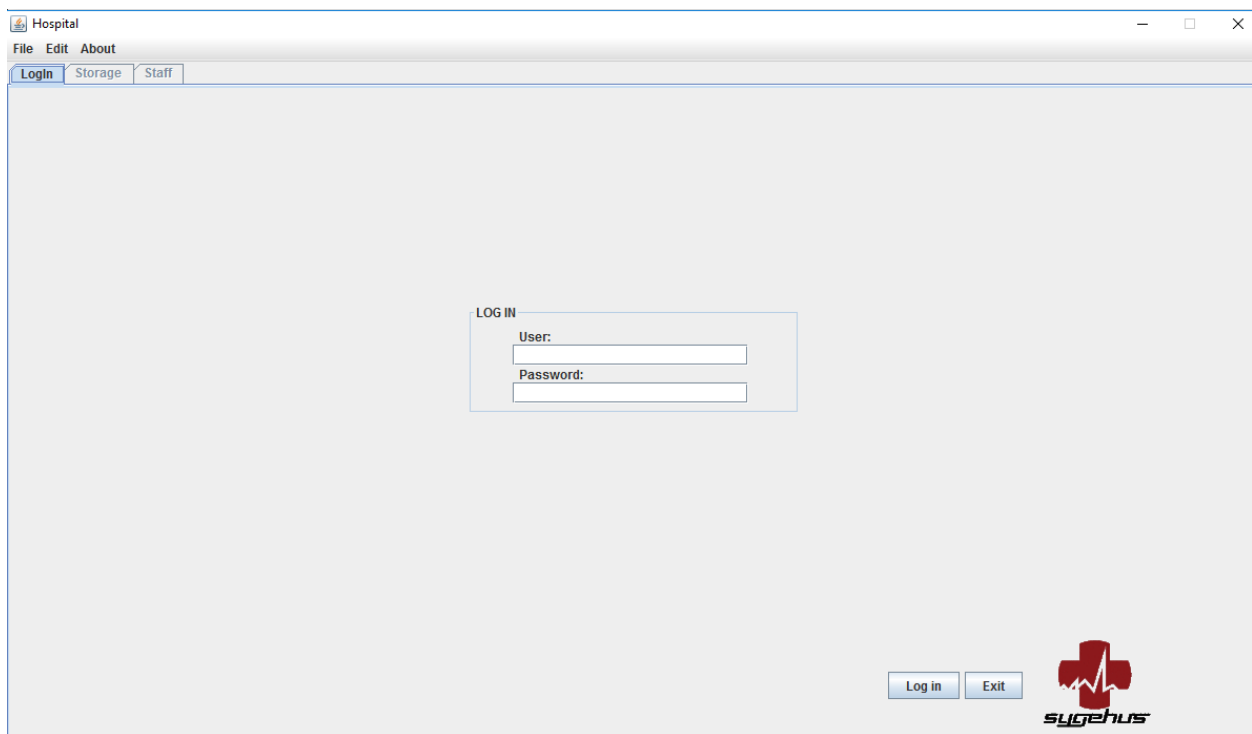 Hospital
File Edit About
LogIn Storage Staff
LOG IN
User:
Password:
Log in Exit
sygehus